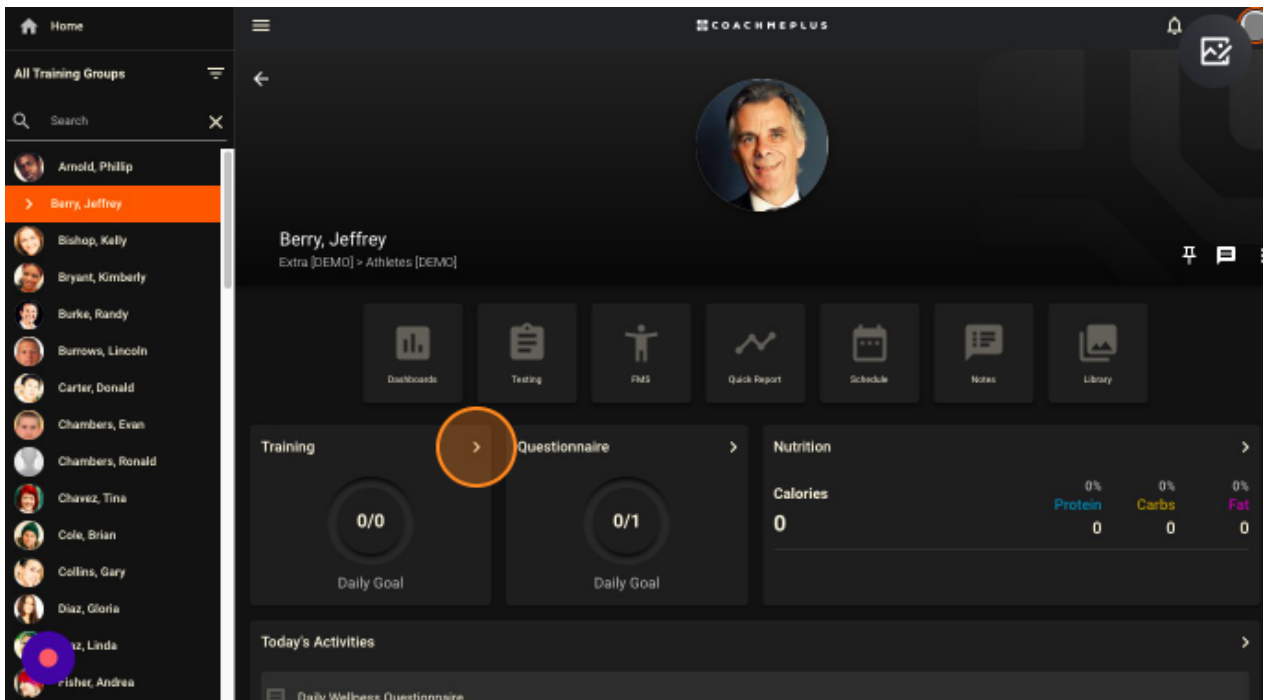 Home
COACHMEPLUS
All Training Groups
Search
Arnold, Phillip
Berry, Jeffrey
Bishop, Kelly
Bryant, Kimberly
Burke, Randy
Burrows, Lincoln
Carter, Donald
Chambers, Evan
Chambers, Ronald
Chavez, Tina
Cole, Brian
Collins, Gary
Diaz, Gloria
Linda
Fisher, Andrea
Berry, Jeffrey
Extra [DEMO] > Athletes [DEMO]
Dashboards
Testing
FMS
Quick Report
Schedule
Notes
Library
Training
0/0
Daily Goal
Questionnaire
0/1
Daily Goal
Nutrition
Calories
0
0% 0% 0%
Protein Carbs Fat
0 0 0
Today's Activities
Daily Wellness Questionnaire